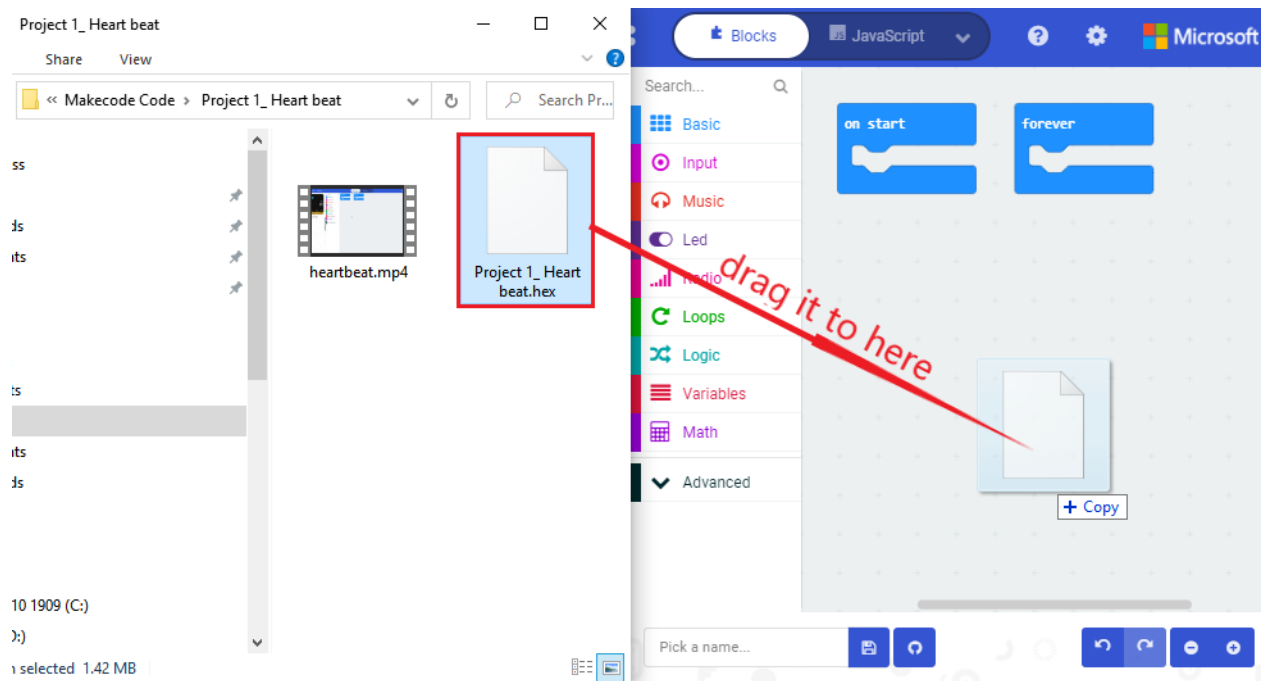 Project 1_ Heart beat
Share View
« Makecode Code > Project 1_ Heart beat
Search Pr...
ss
ds
nts
ts
nts
ds
10 1909 (C:)
D:)
selected 1.42 MB
heartbeat.mp4
Project 1_ Heart
beat.hex
drag it to here
Blocks
JavaScript
Microsoft
Search...
Basic
Input
Music
Led
Radio
Loops
Logic
Variables
Math
Advanced
on start
forever
+ Copy
Pick a name...